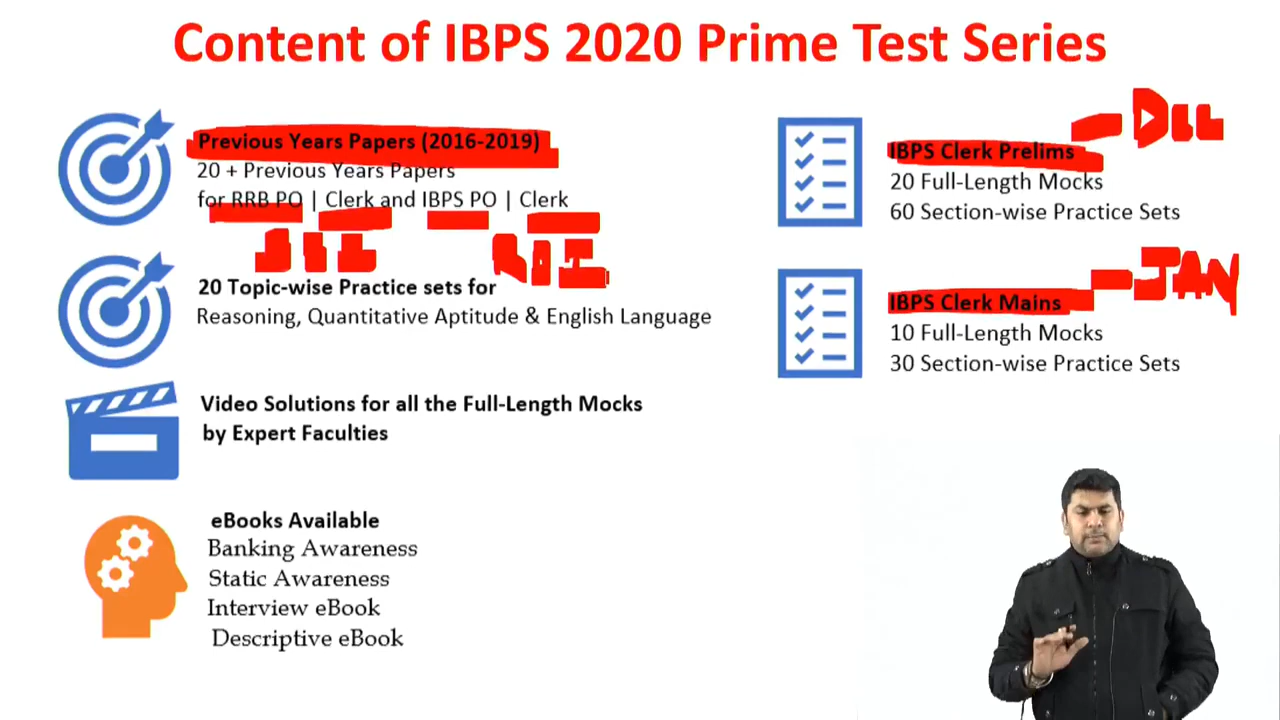 Content of IBPS 2020 Prime Test Series
Previous Years Papers (2016-2019)
20 + Previous Years Papers
for RRB PO | Clerk and IBPS PO | Clerk
20 Topic-wise Practice sets for
Reasoning, Quantitative Aptitude & English Language
Video Solutions for all the Full-Length Mocks
by Expert Faculties
eBooks Available
Banking Awareness
Static Awareness
Interview eBook
Descriptive eBook
IBPS Clerk Prelims
20 Full-Length Mocks
60 Section-wise Practice Sets
IBPS Clerk Mains
– JAN
10 Full-Length Mocks
30 Section-wise Practice Sets